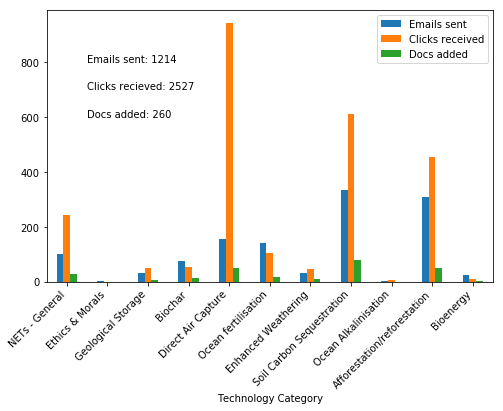 Emails sent
Clicks received
Docs added
Emails sent: 1214
Clicks recieved: 2527
Docs added: 260
800
600
400
200
0
NETs - General
Ethics & Morals
Geological Storage
Biochar
Direct Air Capture
Ocean fertilisation
Enhanced Weathering
Soil Carbon Sequestration
Ocean Alkalinisation
Afforestation/reforestation
Bioenergy
Technology Category